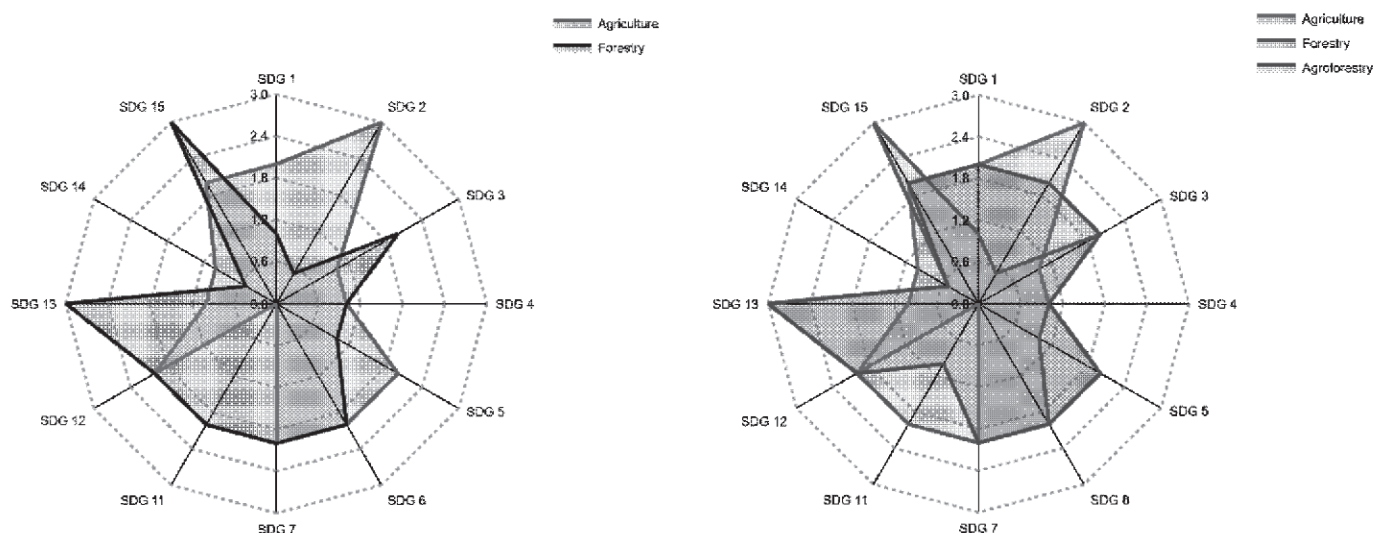 Agriculture
Forestry
SDG 1
SDG 2
SDG 3
SDG 4
SDG 5
SDG 6
SDG 7
SDG 11
SDG 12
SDG 13
SDG 14
SDG 15
3.0
2.4
1.8
1.2
0.6
0.0
Agriculture
Forestry
Agroforestry
SDG 1
SDG 2
SDG 3
SDG 4
SDG 5
SDG 6
SDG 7
SDG 11
SDG 12
SDG 13
SDG 14
SDG 15
3.0
2.4
1.8
1.2
0.6
0.0